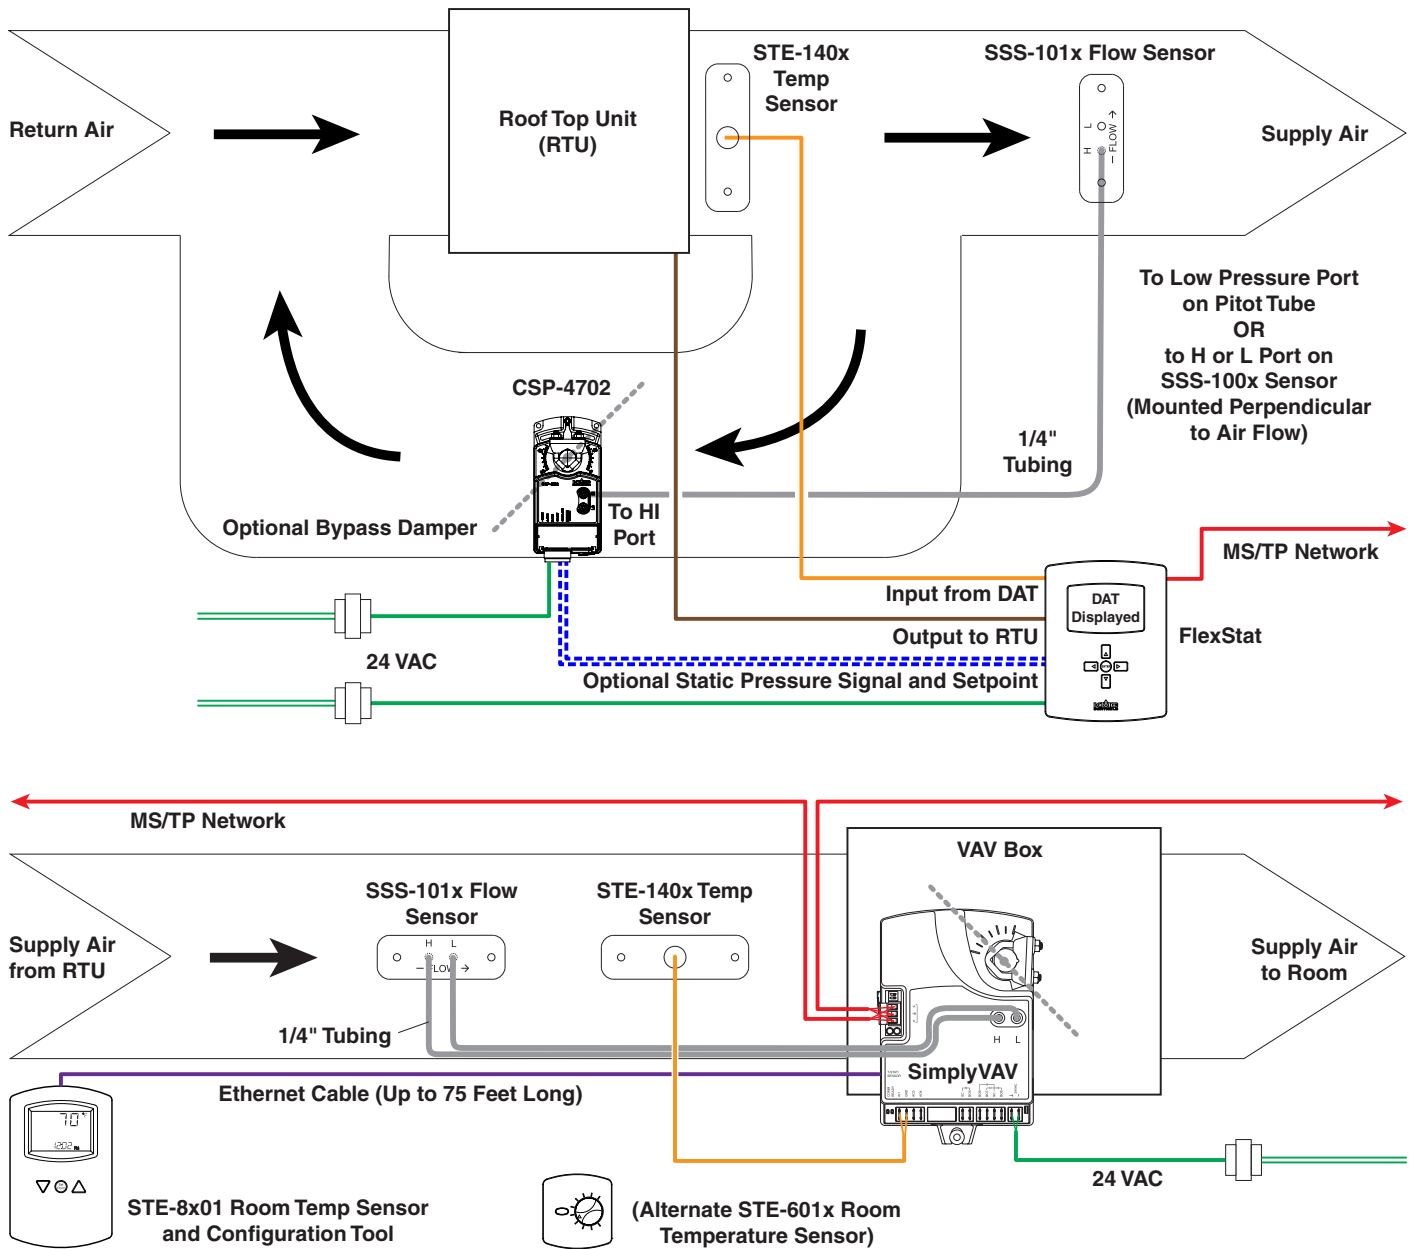 Return Air
Roof Top Unit
(RTU)
STE-140x
Temp
Sensor
SSS-101x Flow Sensor
L
H
– FLOW →
Supply Air
To Low Pressure Port
on Pitot Tube
OR
to H or L Port on
SSS-100x Sensor
(Mounted Perpendicular
to Air Flow)
CSP-4702
1/4"
Tubing
Optional Bypass Damper
To HI
Port
MS/TP Network
Input from DAT
DAT
Displayed
FlexStat
Output to RTU
24 VAC
Optional Static Pressure Signal and Setpoint
MS/TP Network
VAV Box
SSS-101x Flow
Sensor
H L
– FLOW →
STE-140x Temp
Sensor
Supply Air
from RTU
Supply Air
to Room
1/4" Tubing
H L
SimplyVAV
Ethernet Cable (Up to 75 Feet Long)
70°
12:02 PM
24 VAC
STE-8x01 Room Temp Sensor
and Configuration Tool
(Alternate STE-601x Room
Temperature Sensor)